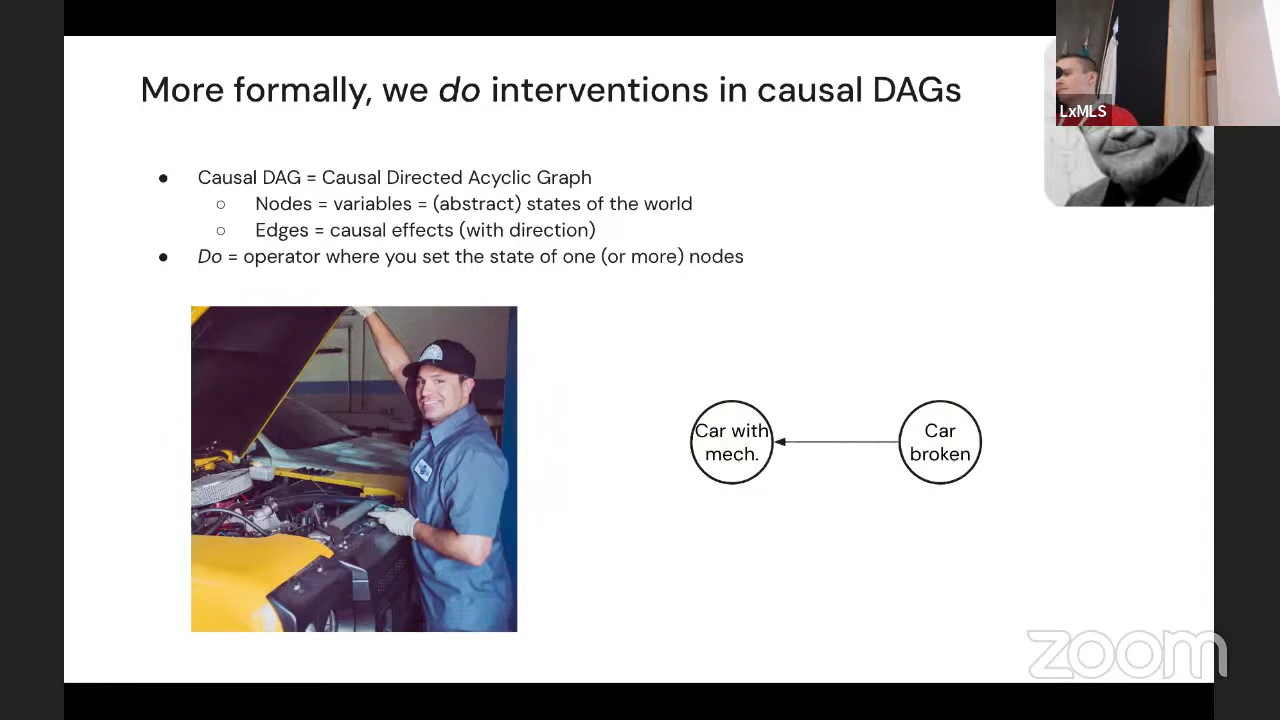 More formally, we do interventions in causal DAGs
LxMLS
● Causal DAG = Causal Directed Acyclic Graph
○ Nodes = variables = (abstract) states of the world
○ Edges = causal effects (with direction)
● Do = operator where you set the state of one (or more) nodes
Car with
mech.
Car
broken
zoom